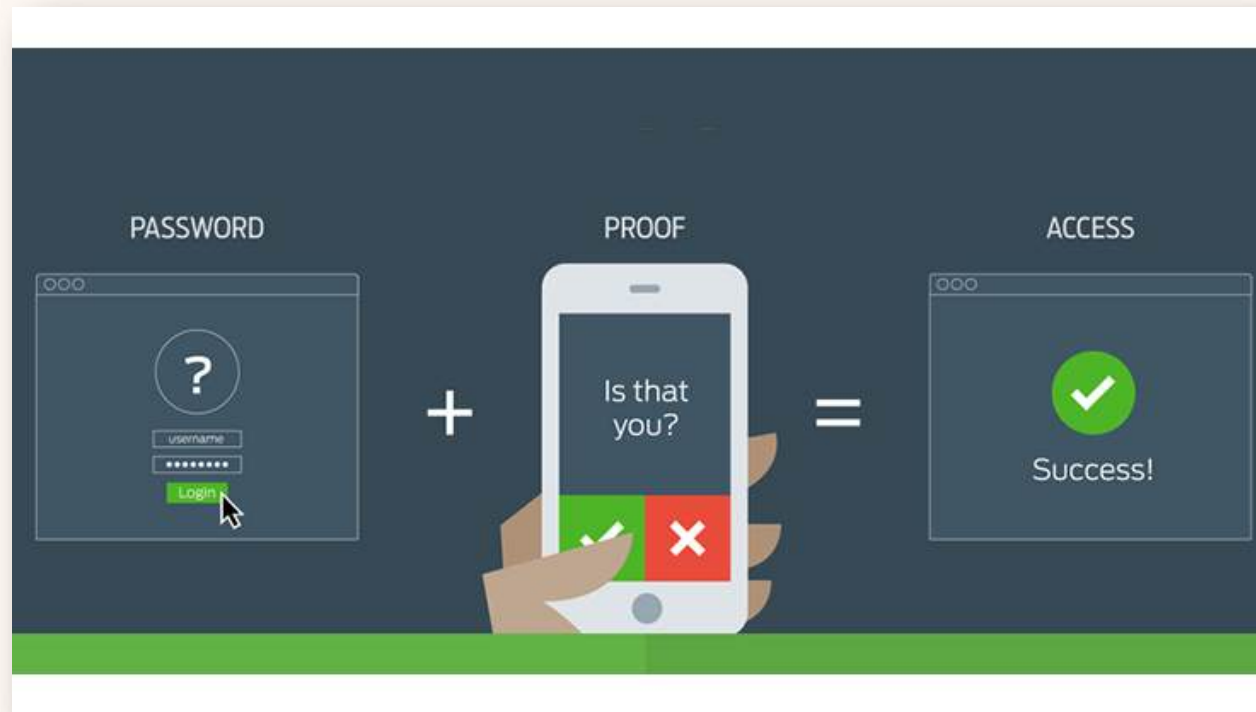 PASSWORD
PROOF
ACCESS
?
username
Login
+
Is that
you?
=
Success!